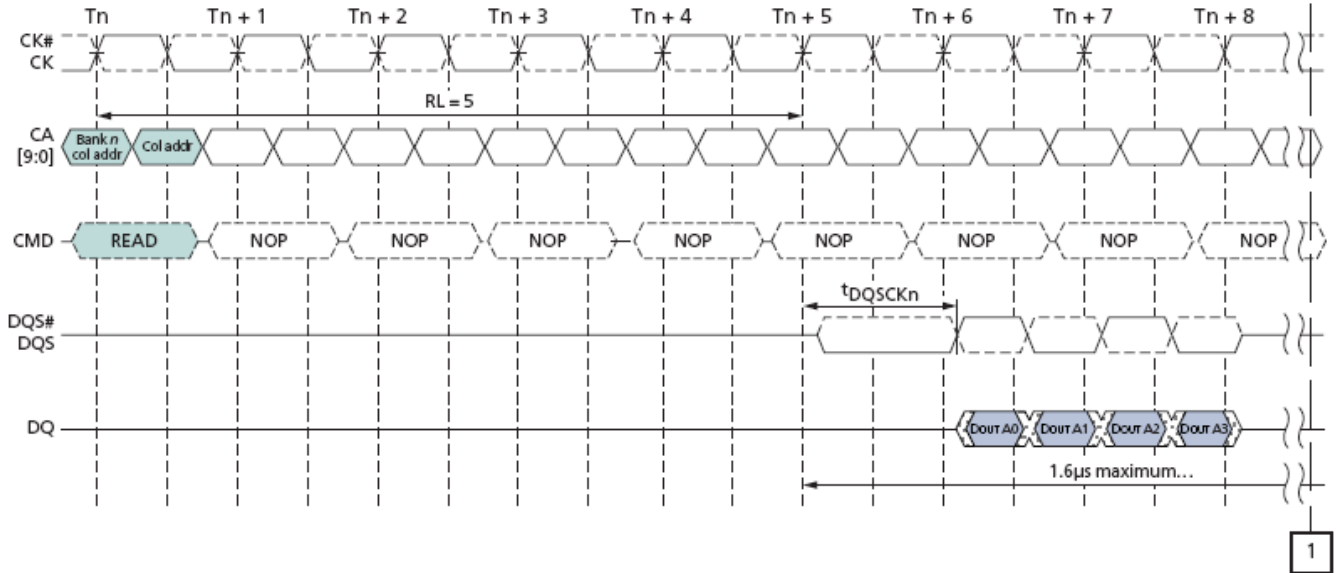 Tn Tn + 1 Tn + 2 Tn + 3 Tn + 4 Tn + 5 Tn + 6 Tn + 7 Tn + 8
CK#
CK
RL = 5
CA
[9:0]
Bank n
col addr
Col addr
CMD READ NOP NOP NOP NOP NOP NOP NOP NOP
tDQSCKn
DQS#
DQS
DQ DOUT A0 DOUT A1 DOUT A2 DOUT A3
1.6μs maximum…
1